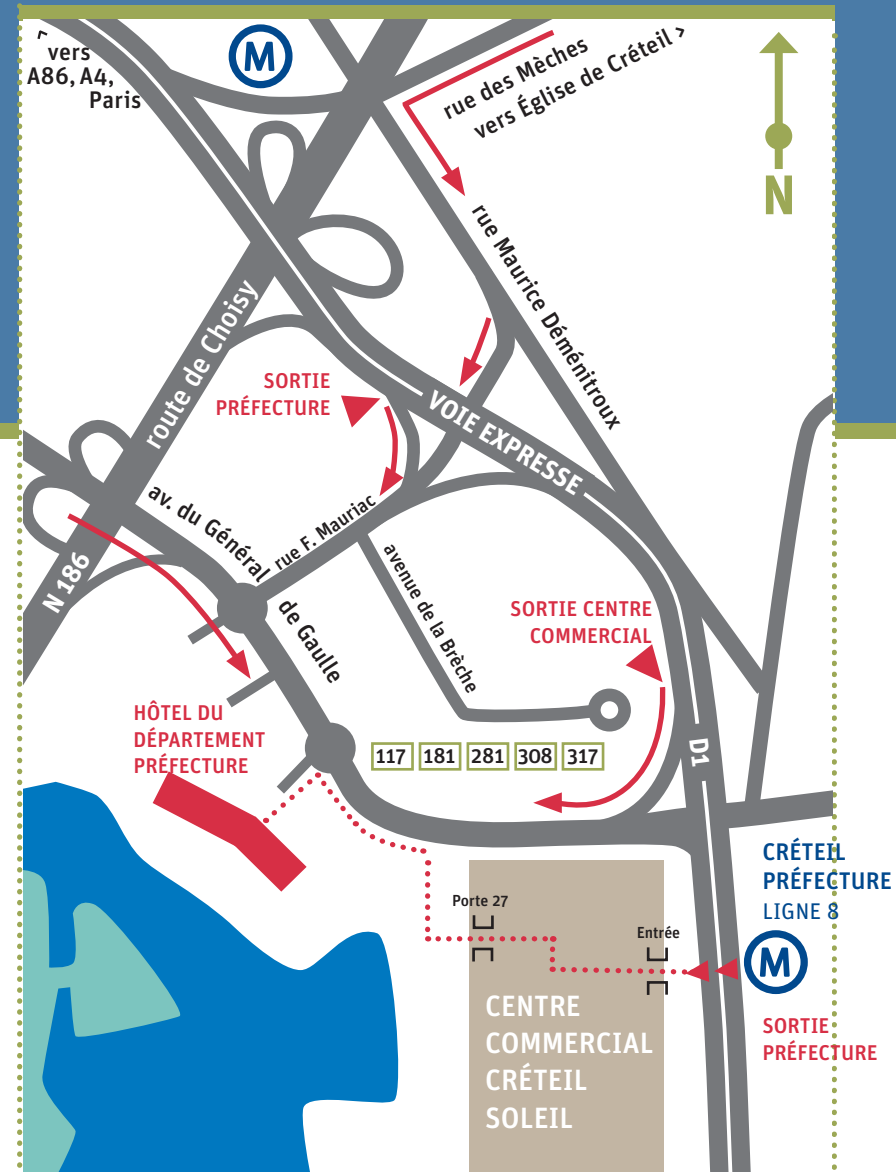 vers
A86, A4,
Paris
M
rue des Mèches
vers Église de Créteil >
N
rue Maurice Déménitroux
route de Choisy
SORTIE
PRÉFECTURE
VOIE EXPRESSE
av. du Général
de Gaulle
rue F. Mauriac
N 186
avenue de la Brèche
SORTIE CENTRE
COMMERCIAL
HÔTEL DU
DÉPARTEMENT
PRÉFECTURE
117 181 281 308 317
D1
CRÉTEIL
PRÉFECTURE
LIGNE 8
M
Porte 27
Entrée
CENTRE
COMMERCIAL
CRÉTEIL
SOLEIL
SORTIE
PRÉFECTURE